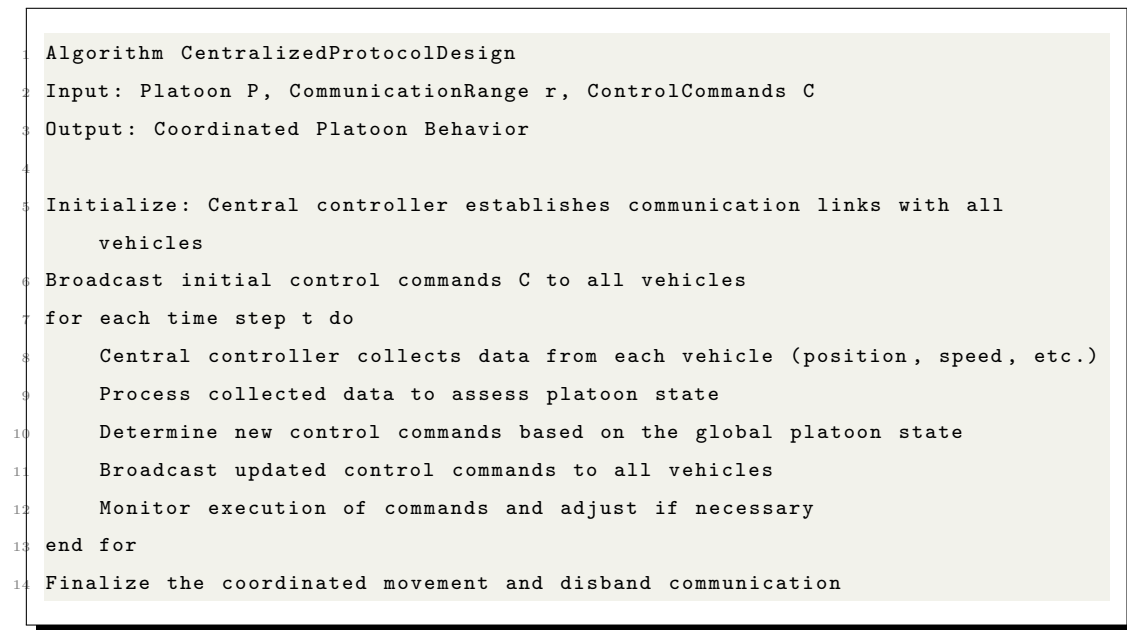 1 Algorithm CentralizedProtocolDesign
2 Input: Platoon P, CommunicationRange r, ControlCommands C
3 Output: Coordinated Platoon Behavior
4
5 Initialize: Central controller establishes communication links with all
vehicles
6 Broadcast initial control commands C to all vehicles
7 for each time step t do
8 Central controller collects data from each vehicle (position, speed, etc.)
9 Process collected data to assess platoon state
10 Determine new control commands based on the global platoon state
11 Broadcast updated control commands to all vehicles
12 Monitor execution of commands and adjust if necessary
13 end for
14 Finalize the coordinated movement and disband communication